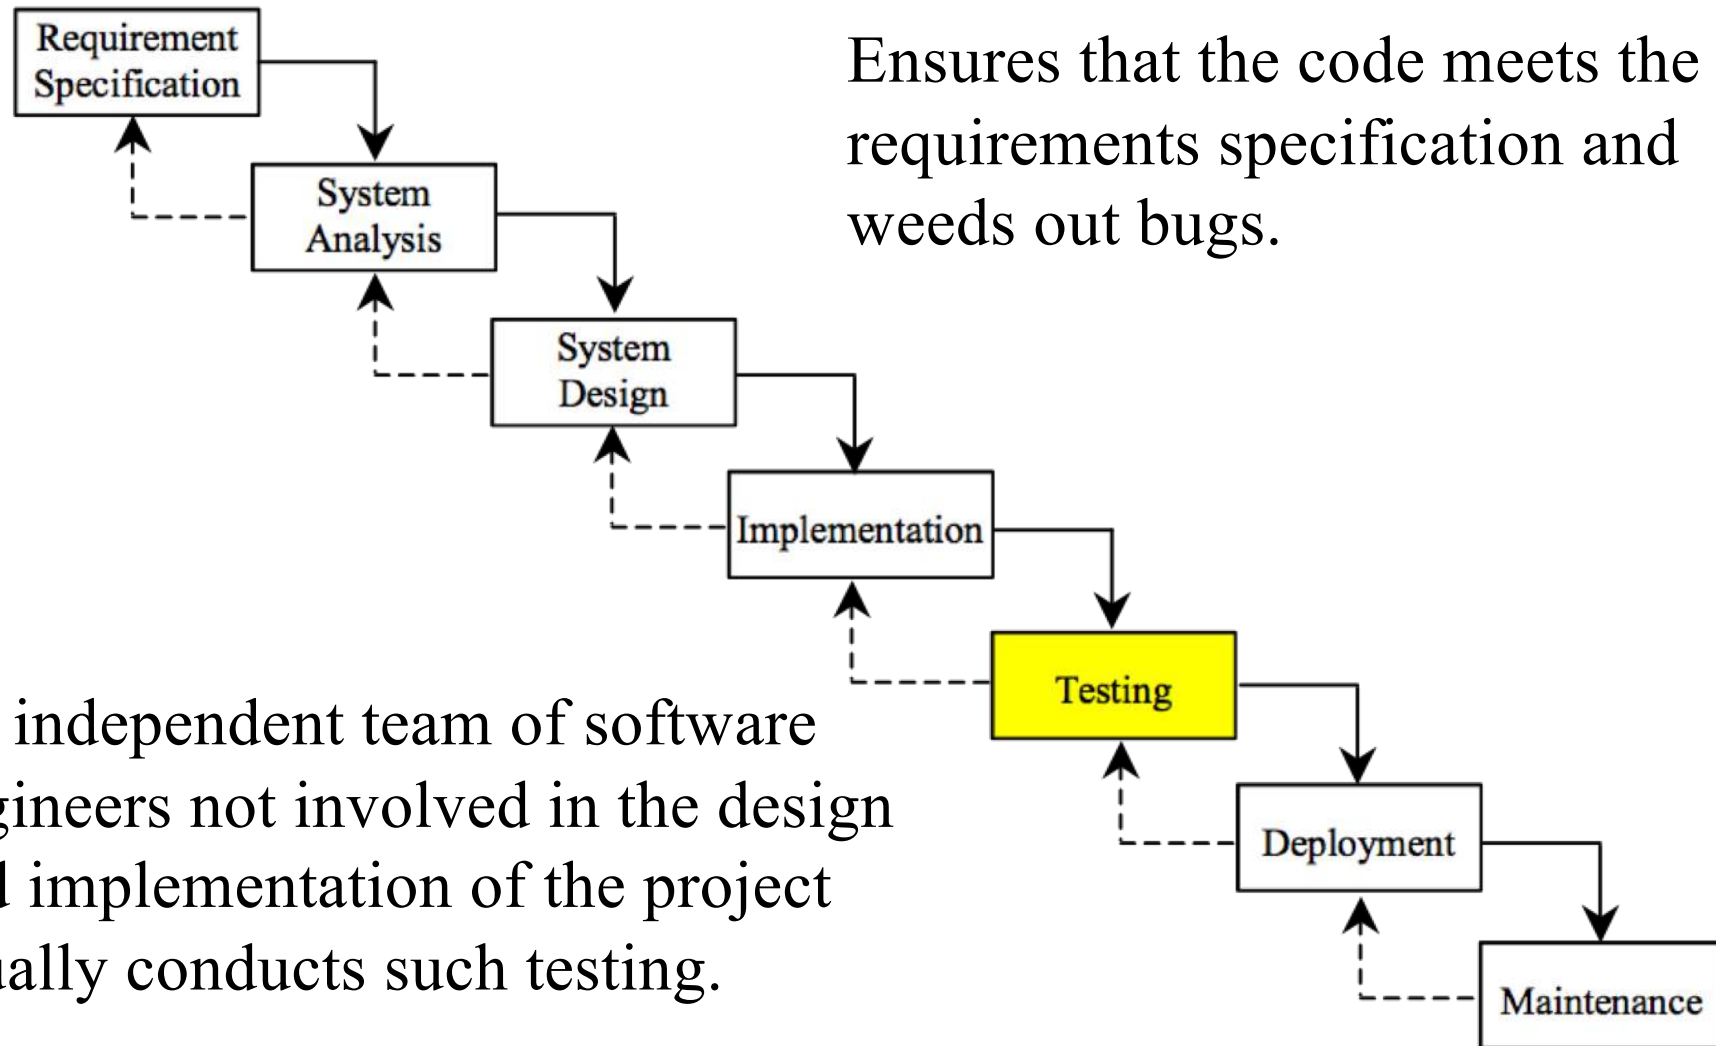 Requirement
Specification
Ensures that the code meets the
requirements specification and
weeds out bugs.
System
Analysis
System
Design
Implementation
Testing
independent team of software
gineers not involved in the design
implementation of the project
ually conducts such testing.
Deployment
Maintenance